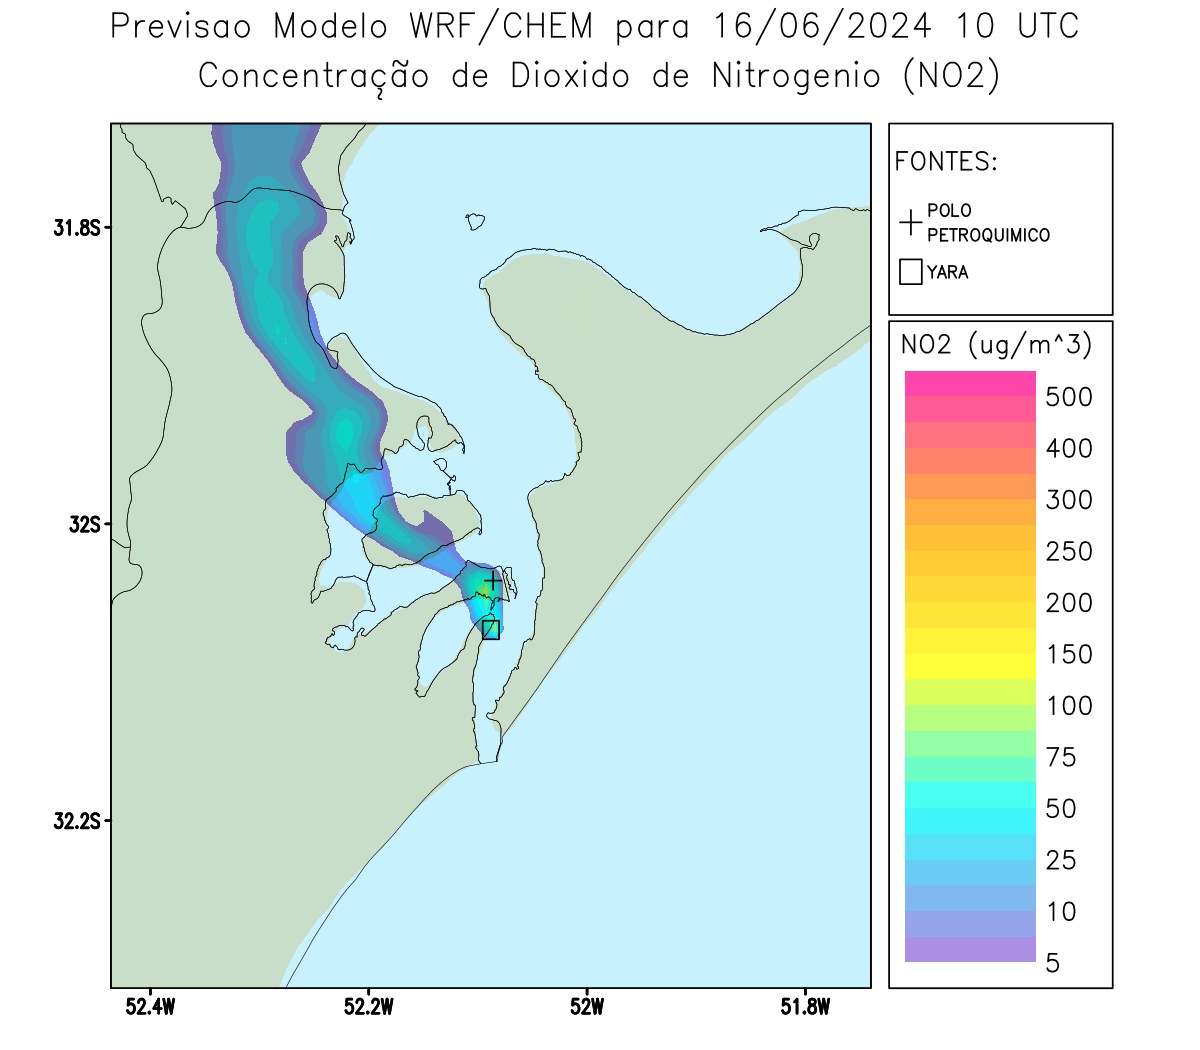 Previsao Modelo WRF/CHEM para 16/06/2024 10 UTC
Concentração de Dioxido de Nitrogenio (NO2)
FONTES:
POLO
PETROQUIMICO
YARA
NO2 (ug/m^3)
500
400
300
250
200
150
100
75
50
25
10
5
31.8S
32S
32.2S
52.4W
52.2W
52W
51.8W